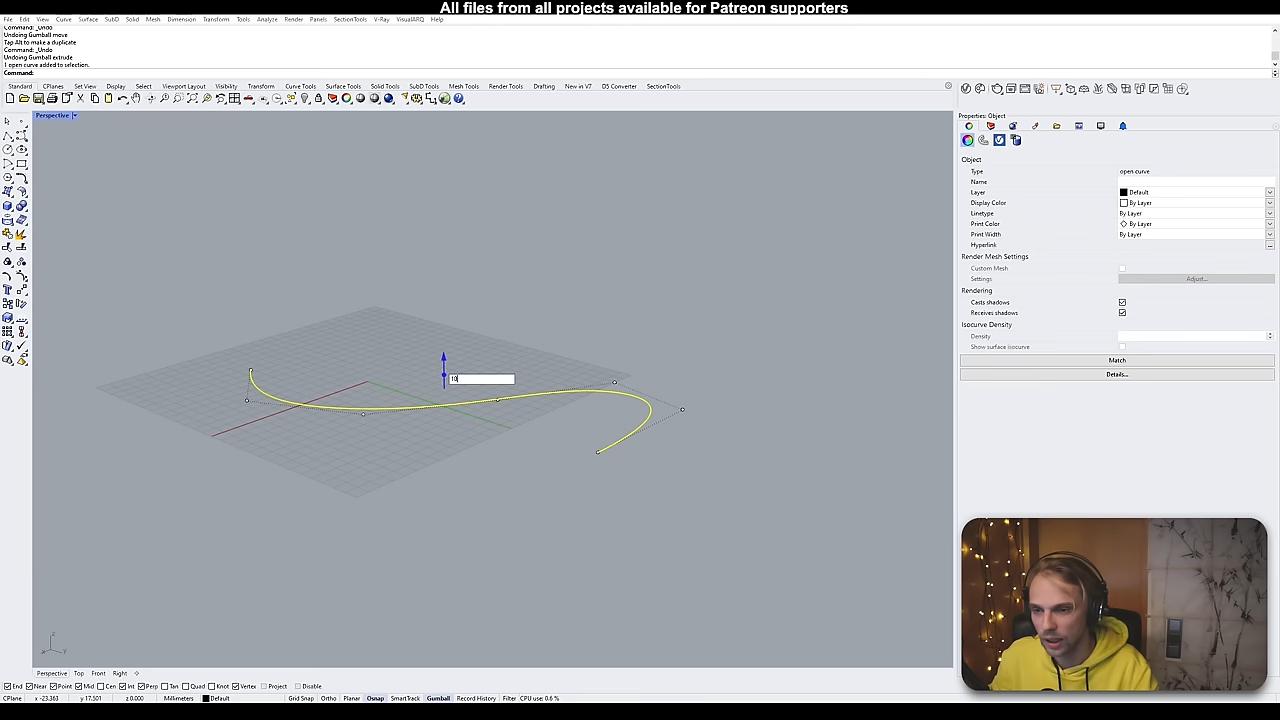 All files from all projects available for Patreon supporters
File Edit View Curve Surface SubD Solid Mesh Dimension Transform Tools Analyze Render Panels SectionTools V-Ray VisualARQ Help
Command: _Undo
Undoing Gumball move
Tap Alt to make a duplicate
Command: _Undo
Undoing Gumball extrude
1 open curve added to selection.
Command:
Standard CPlanes Set View Display Select Viewport Layout Visibility Transform Curve Tools Surface Tools Solid Tools SubD Tools Mesh Tools Render Tools Drafting New in V7 D5 Converter SectionTools
Perspective
Properties: Object
Object
Type open curve
Name
Layer Default
Display Color By Layer
Linetype By Layer
Print Color By Layer
Print Width By Layer
Hyperlink ...
Render Mesh Settings
Custom Mesh
Settings Adjust...
Rendering
Casts shadows
Receives shadows
Isocurve Density
Density
Show surface isocurve
Match
Details...
10
z
x y
Perspective Top Front Right
End Near Point Mid Cen Int Perp Tan Quad Knot Vertex Project Disable
CPlane x -23.363 y 17.501 z 0.000 Millimeters Default Grid Snap Ortho Planar Osnap SmartTrack Gumball Record History Filter CPU use: 0.6 %